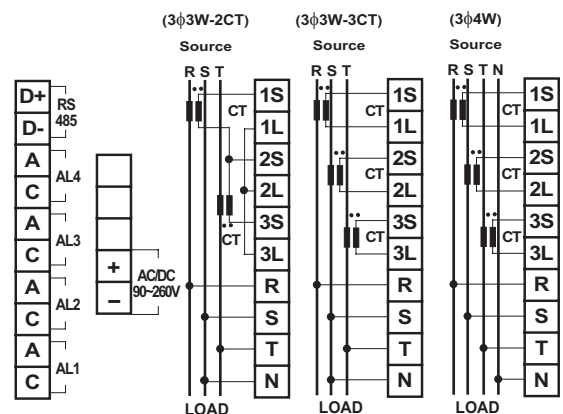 (3ϕ3W-2CT) (3ϕ3W-3CT) (3ϕ4W)
Source Source Source
R S T R S T R S T N
D+
D-
RS
485
A
C
AL4
A
C
AL3
A
C
AL2
A
C
AL1
+
−
AC/DC
90~260V
CT
CT
1S
1L
2S
2L
3S
3L
R
S
T
N
LOAD
CT
CT
CT
1S
1L
2S
2L
3S
3L
R
S
T
N
LOAD
CT
CT
CT
1S
1L
2S
2L
3S
3L
R
S
T
N
LOAD